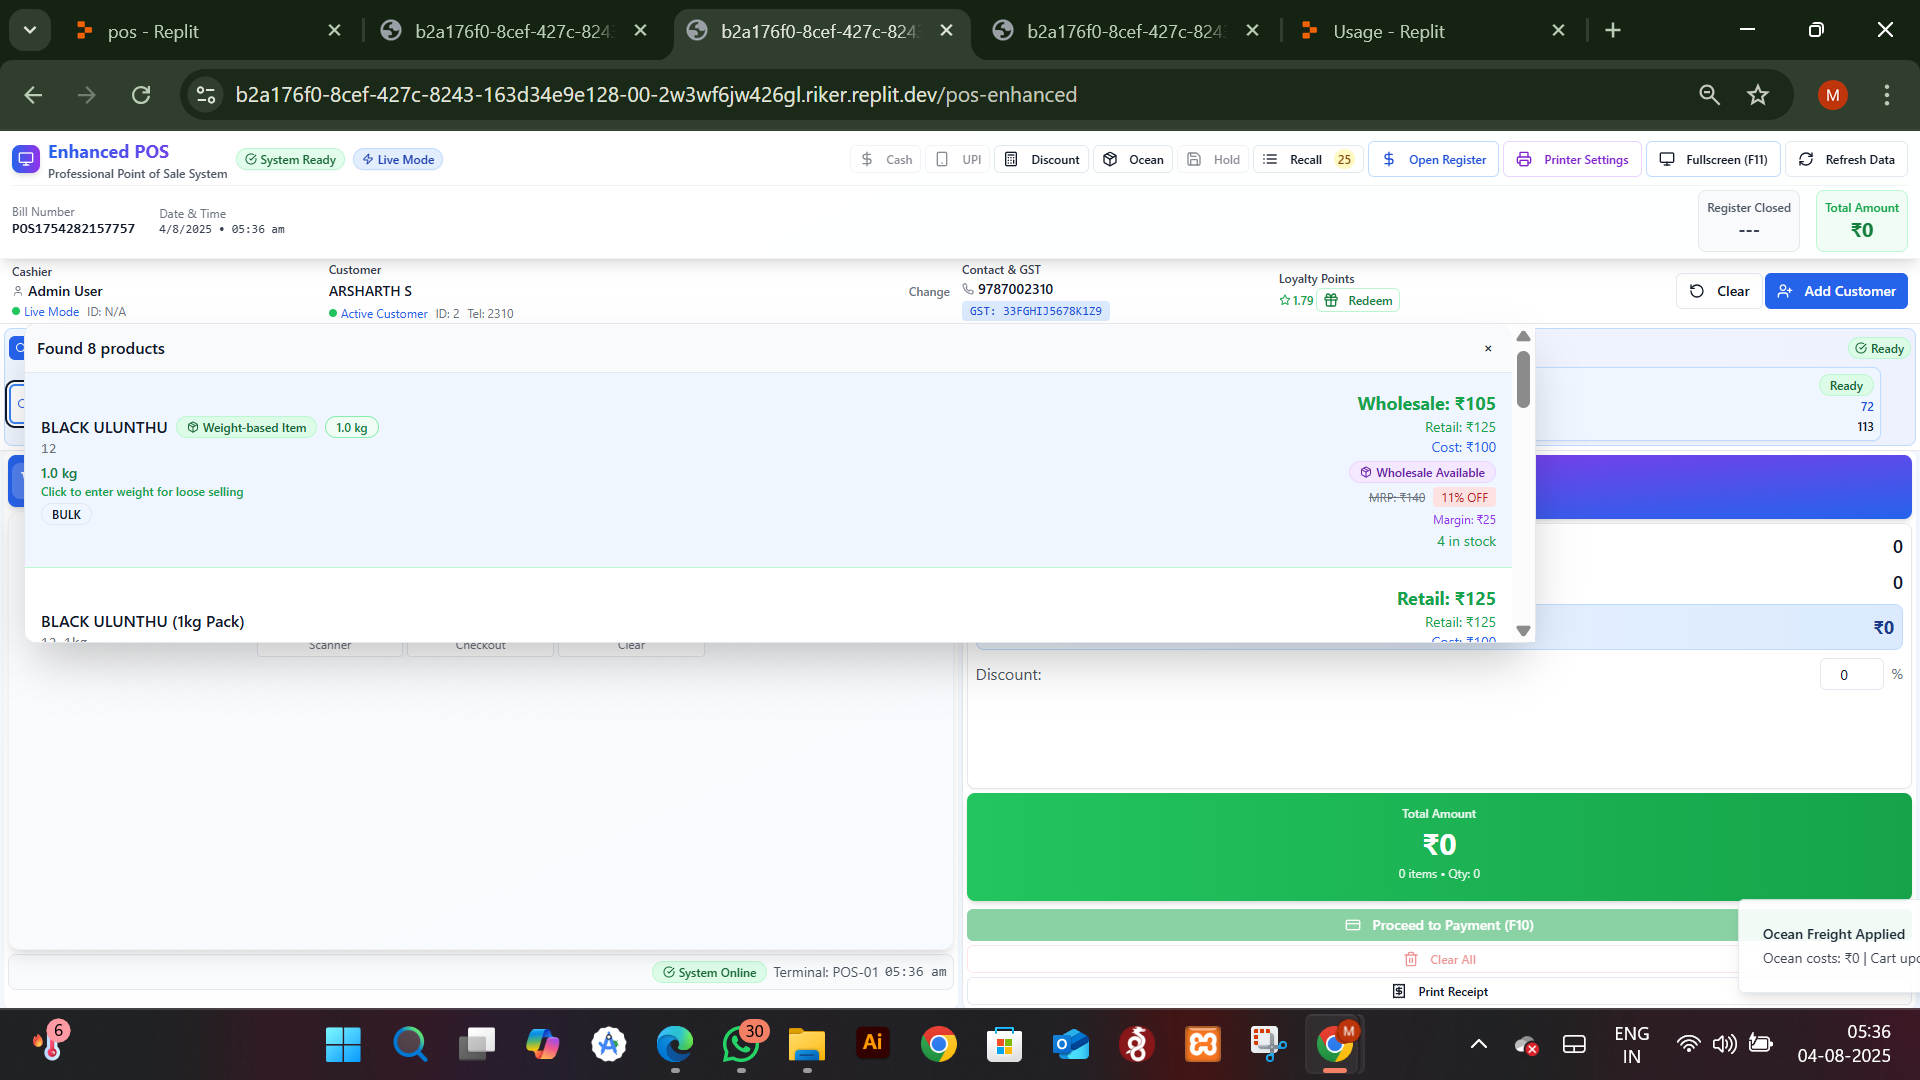 pos - Replit
b2a176f0-8cef-427c-824
b2a176f0-8cef-427c-824
b2a176f0-8cef-427c-824
Usage - Replit
b2a176f0-8cef-427c-8243-163d34e9e128-00-2w3wf6jw426gl.riker.replit.dev/pos-enhanced
M
Enhanced POS
Professional Point of Sale System
System Ready
Live Mode
Cash
UPI
Discount
Ocean
Hold
Recall 25
Open Register
Printer Settings
Fullscreen (F11)
Refresh Data
Bill Number
POS1754282157757
Date & Time
4/8/2025 • 05:36 am
Register Closed
---
Total Amount
₹0
Cashier
Admin User
Live Mode ID: N/A
Customer
ARSHARTH S
Active Customer ID: 2 Tel: 2310
Change
Contact & GST
9787002310
GST: 33FGHIJ5678K1Z9
Loyalty Points
1.79
Redeem
Clear
Add Customer
Found 8 products
×
Ready
Ready
72
113
BLACK ULUNTHU
Weight-based Item
1.0 kg
12
1.0 kg
Click to enter weight for loose selling
BULK
Wholesale: ₹105
Retail: ₹125
Cost: ₹100
Wholesale Available
MRP: ₹140
11% OFF
Margin: ₹25
4 in stock
BLACK ULUNTHU (1kg Pack)
12-1kg
Retail: ₹125
Retail: ₹125
Cost: ₹100
0
0
₹0
Scanner
Checkout
Clear
Discount:
0
%
Total Amount
₹0
0 items • Qty: 0
Proceed to Payment (F10)
Clear All
Print Receipt
Ocean Freight Applied
Ocean costs: ₹0 | Cart upd
System Online
Terminal: POS-01
05:36 am
6
30
Ai
M
ENG
IN
05:36
04-08-2025